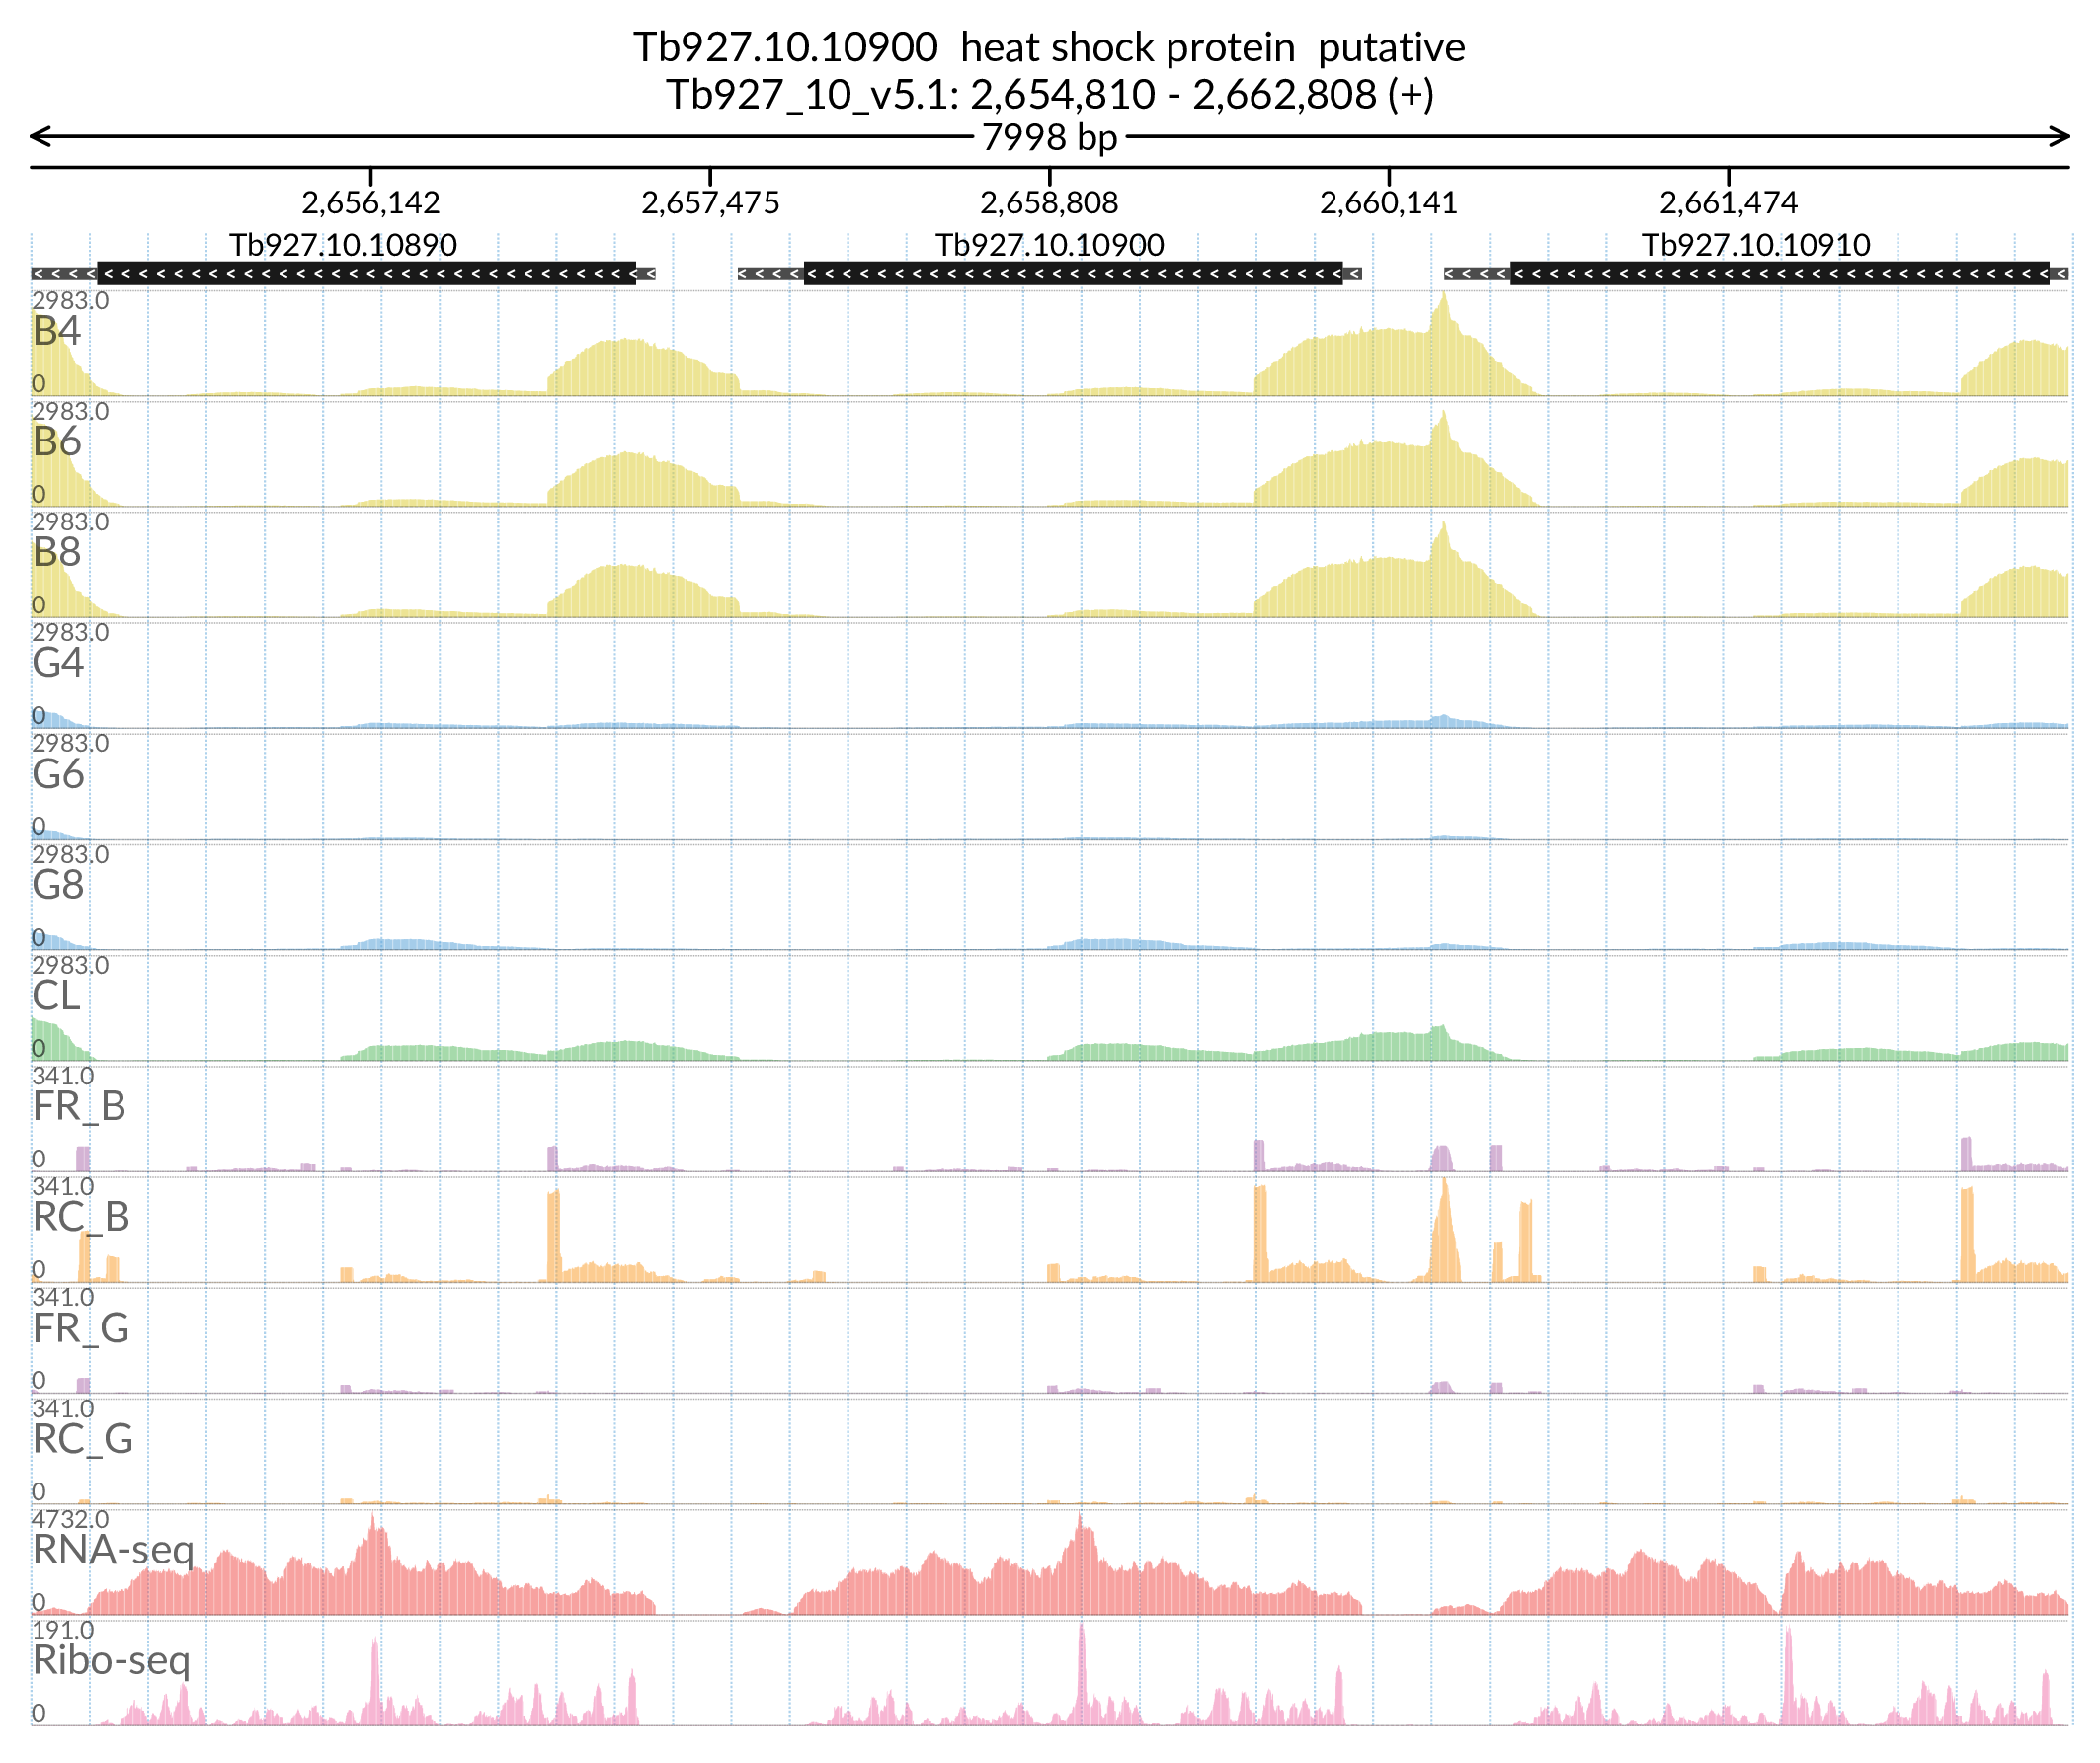 Tb927.10.10900 heat shock protein putative
Tb927_10_v5.1: 2,654,810 - 2,662,808 (+)
7998 bp
2,656,142 2,657,475 2,658,808 2,660,141 2,661,474
Tb927.10.10890 Tb927.10.10900 Tb927.10.10910
2983.0
B4
0
2983.0
B6
0
2983.0
B8
0
2983.0
G4
0
2983.0
G6
0
2983.0
G8
0
2983.0
CL
0
341.0
FR_B
0
341.0
RC_B
0
341.0
FR_G
0
341.0
RC_G
0
4732.0
RNA-seq
0
191.0
Ribo-seq
0